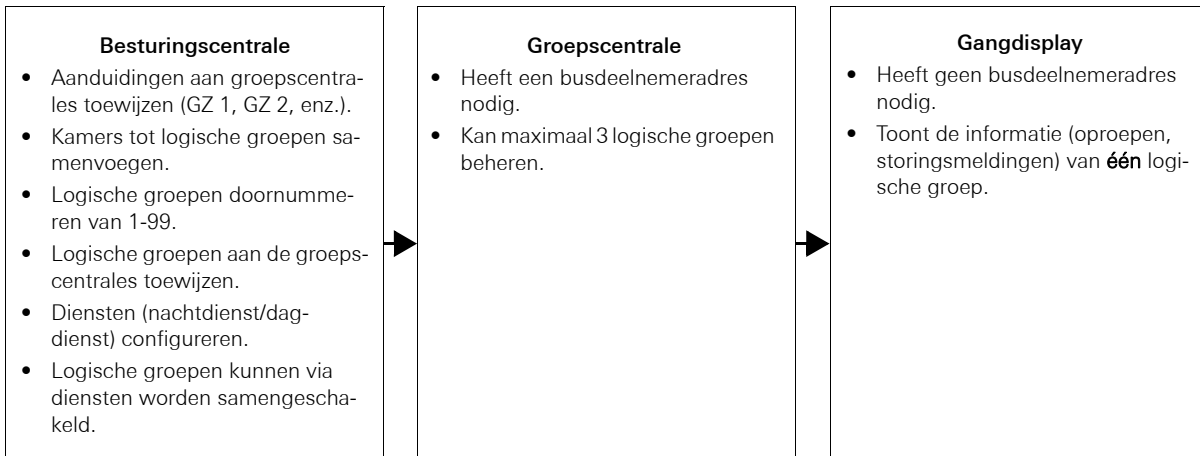 Besturingscentrale
• Aanduidingen aan groepscentra-
les toewijzen (GZ 1, GZ 2, enz.).
• Kamers tot logische groepen sa-
menvoegen.
• Logische groepen doornumme-
ren van 1-99.
• Logische groepen aan de groeps-
centrales toewijzen.
• Diensten (nachtdienst/dag-
dienst) configureren.
• Logische groepen kunnen via
diensten worden samengescha-
keld.
Groepscentrale
• Heeft een busdeelnemeradres
nodig.
• Kan maximaal 3 logische groepen
beheren.
Gangdisplay
• Heeft geen busdeelnemeradres
nodig.
• Toont de informatie (oproepen,
storingsmeldingen) van één logi-
sche groep.